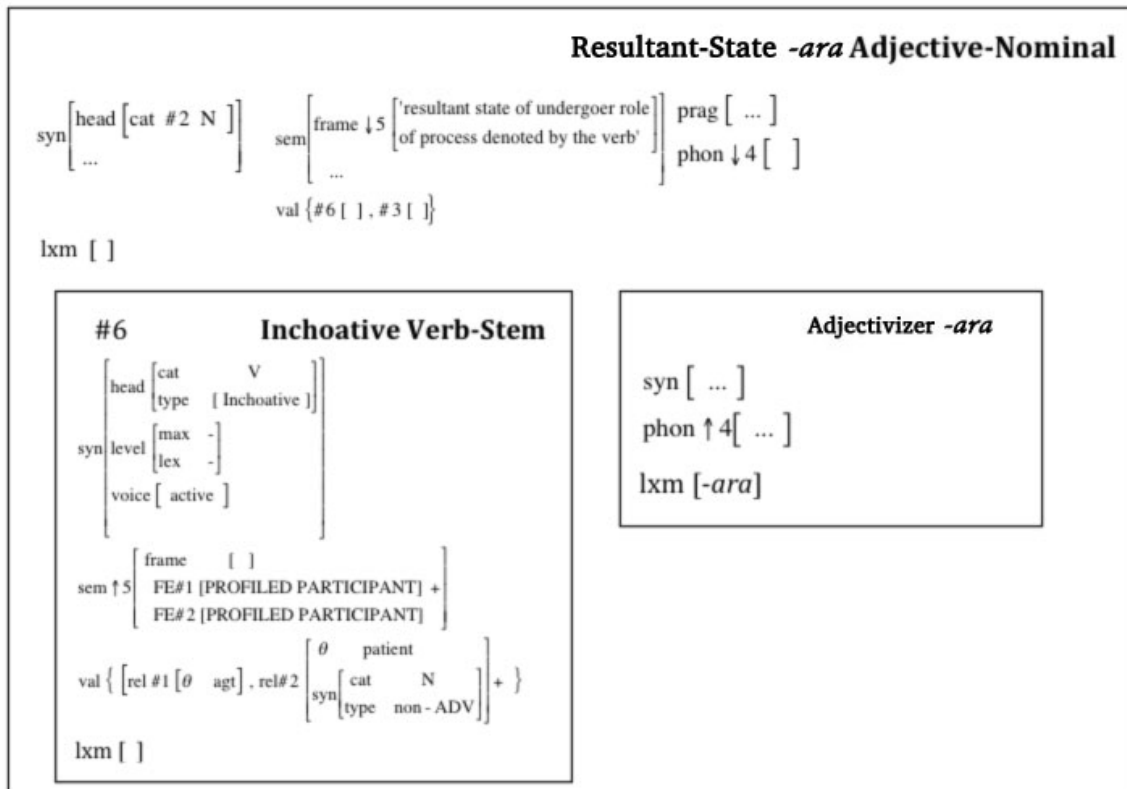 Resultant-State -ara Adjective-Nominal
syn [ head [ cat #2 N ] ... ]
sem [ frame ↓5 [ 'resultant state of undergoer role
of process denoted by the verb' ] ... ]
prag [ ... ]
phon ↓4 [ ]
val { #6 [ ] , #3 [ ] }
lxm [ ]
#6 Inchoative Verb-Stem
syn [ head [ cat V
type [ Inchoative ] ]
level [ max -
lex - ]
voice [ active ] ]
sem ↑5 [ frame [ ]
FE#1 [PROFILED PARTICIPANT] +
FE#2 [PROFILED PARTICIPANT] ]
val { [ rel #1 [ θ agt ] , rel#2 [ θ patient
syn [ cat N
type non - ADV ] ] + }
lxm [ ]
Adjectivizer -ara
syn [ ... ]
phon ↑4[ ... ]
lxm [-ara]